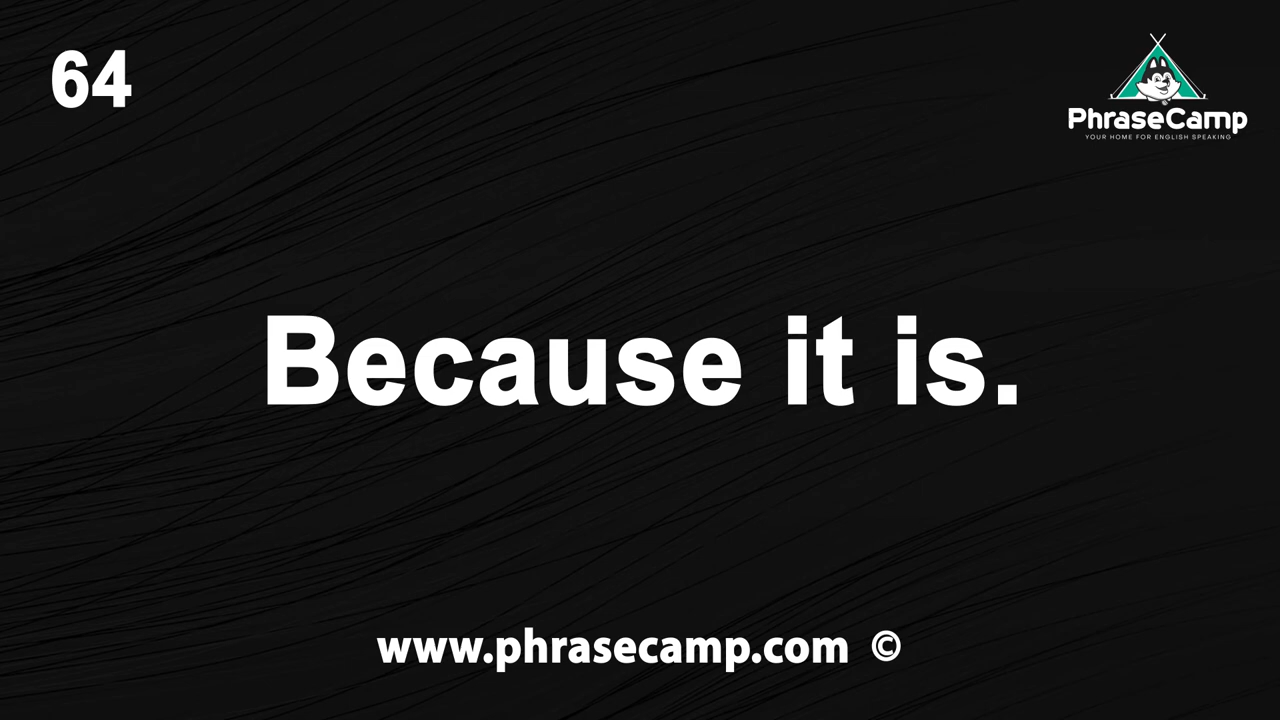 64
PhraseCamp
YOUR HOME FOR ENGLISH SPEAKING
Because it is.
www.phrasecamp.com ©